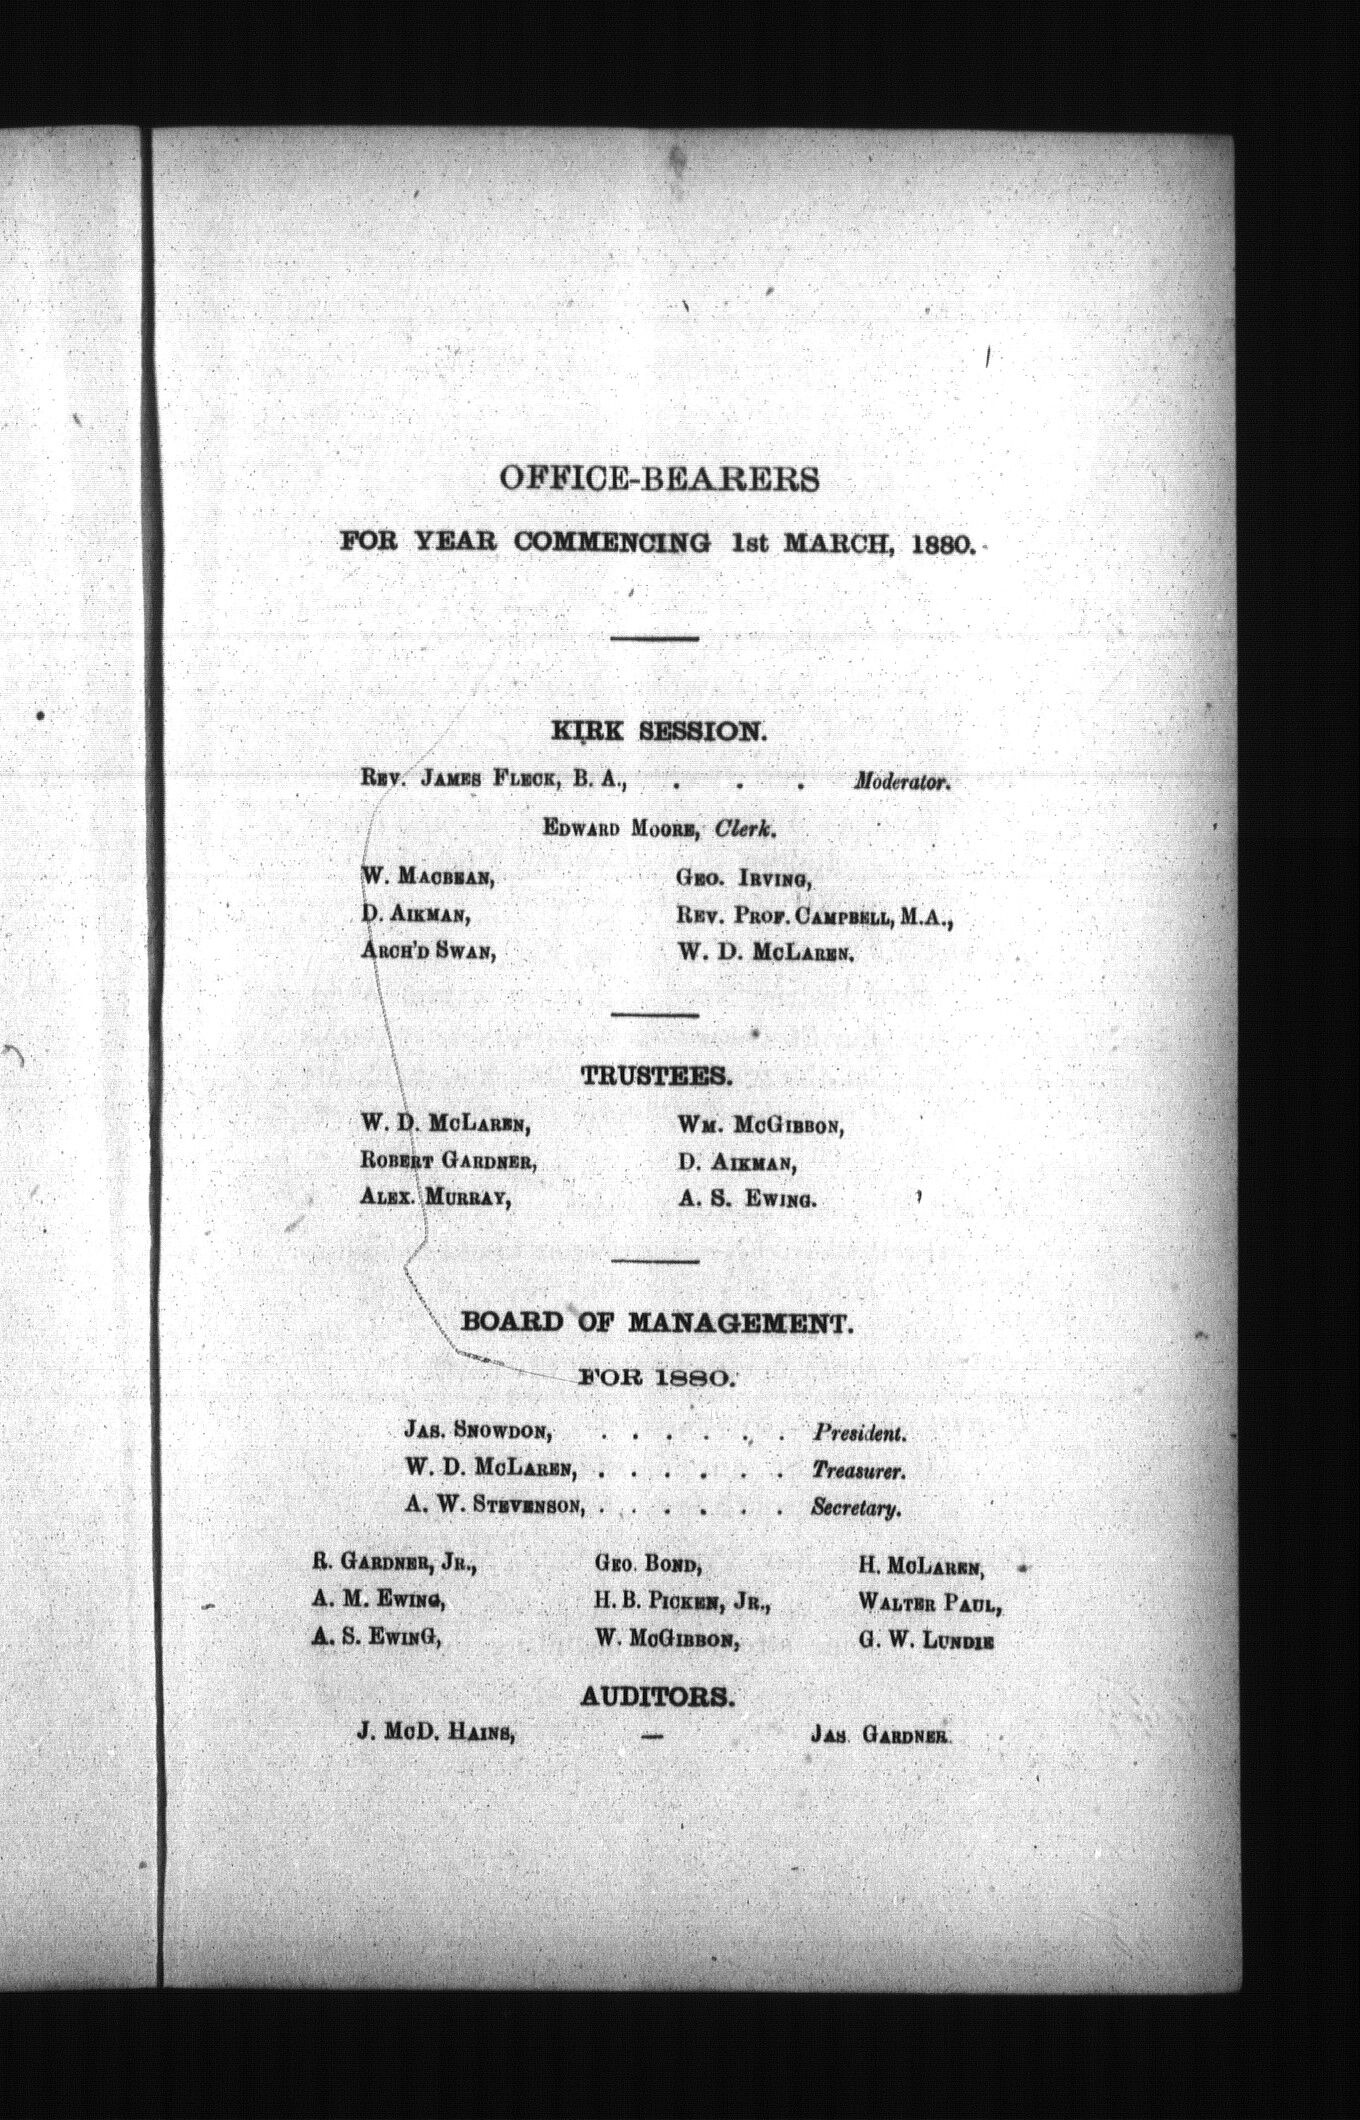 OFFICE-BEARERS
FOR YEAR COMMENCING 1st MARCH, 1880.
KIRK SESSION.
REV. JAMES FLECK, B. A., . . . Moderator.
EDWARD MOORE, Clerk.
W. MACBEAN, GEO. IRVING,
D. AIKMAN, REV. PROF. CAMPBELL, M.A.,
ARCH'D SWAN, W. D. MCLAREN.
TRUSTEES.
W. D. MCLAREN, WM. MCGIBBON,
ROBERT GARDNER, D. AIKMAN,
ALEX. MURRAY, A. S. EWING.
BOARD OF MANAGEMENT.
FOR 1880.
JAS. SNOWDON, . . . . . . President.
W. D. MCLAREN, . . . . . . Treasurer.
A. W. STEVENSON, . . . . . . Secretary.
R. GARDNER, JR., GEO. BOND, H. MCLAREN,
A. M. EWING, H. B. PICKEN, JR., WALTER PAUL,
A. S. EWING, W. MCGIBBON, G. W. LUNDIE
AUDITORS.
J. MCD. HAINS, — JAS. GARDNER.